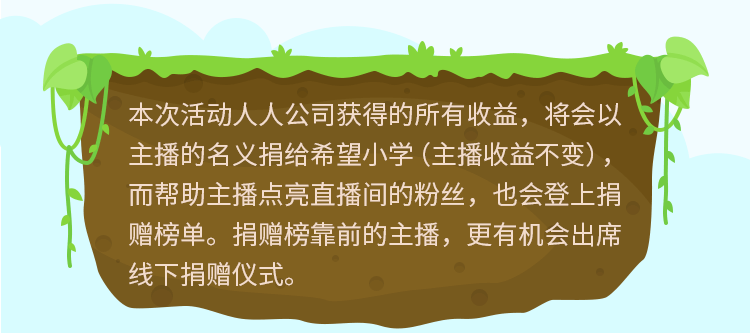 本次活动人人公司获得的所有收益，将会以
主播的名义捐给希望小学（主播收益不变），
而帮助主播点亮直播间的粉丝，也会登上捐
赠榜单。捐赠榜靠前的主播，更有机会出席
线下捐赠仪式。